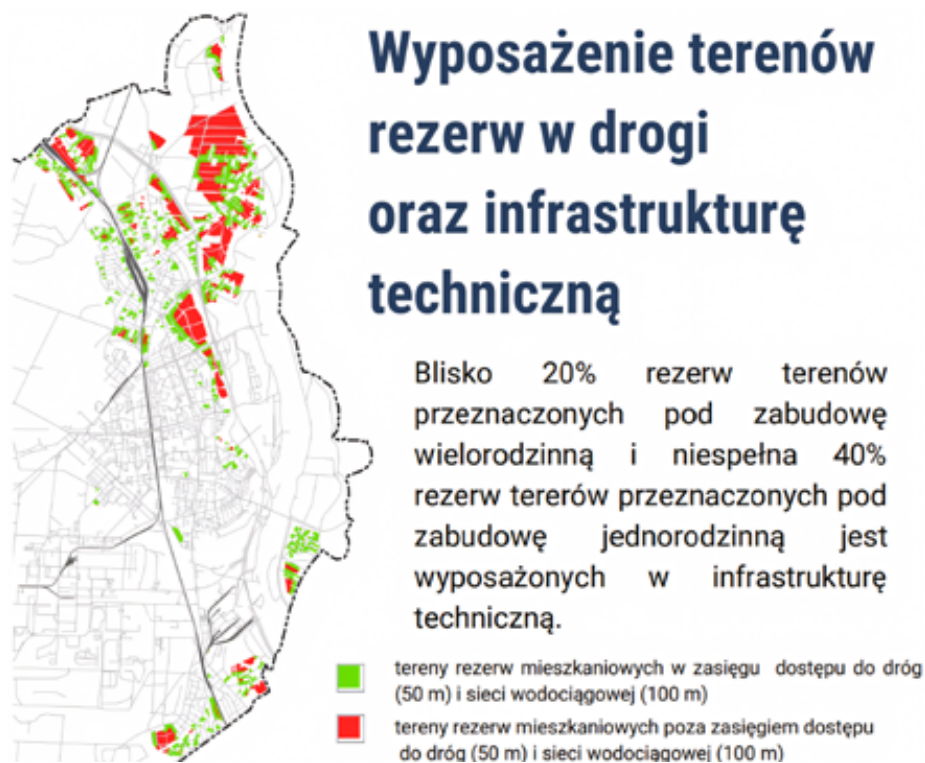 Wyposażenie terenów
rezerw w drogi
oraz infrastrukturę
techniczną
Blisko 20% rezerw terenów
przeznaczonych pod zabudowę
wielorodzinną i niespełna 40%
rezerw tererów przeznaczonych pod
zabudowę jednorodzinną jest
wyposażonych w infrastrukturę
techniczną.
tereny rezerw mieszkaniowych w zasięgu dostępu do dróg
(50 m) i sieci wodociągowej (100 m)
tereny rezerw mieszkaniowych poza zasięgiem dostępu
do dróg (50 m) i sieci wodociągowej (100 m)